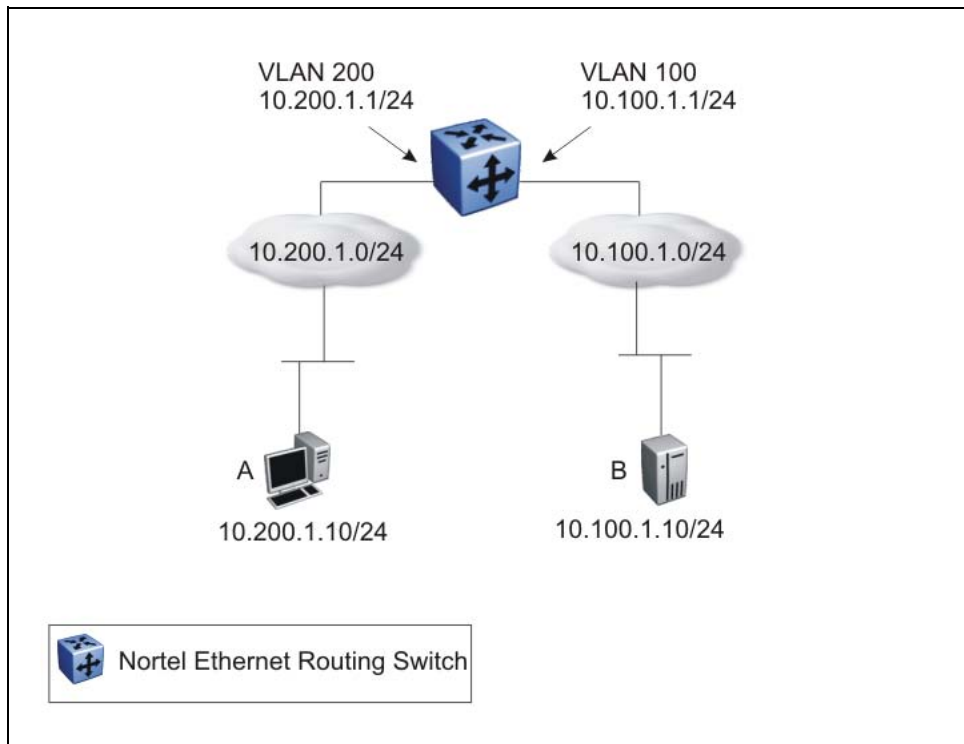 VLAN 200
10.200.1.1/24
VLAN 100
10.100.1.1/24
10.200.1.0/24
10.100.1.0/24
A
10.200.1.10/24
B
10.100.1.10/24
Nortel Ethernet Routing Switch